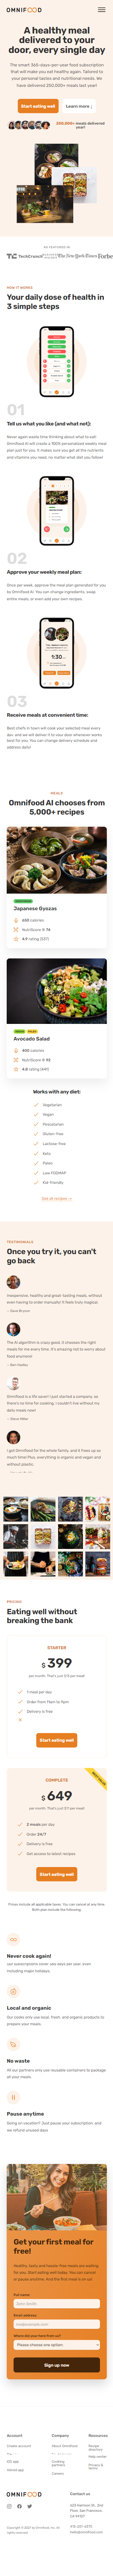 OMNIFOOD
A healthy meal
delivered to your
door, every single day
The smart 365-days-per-year food subscription
that will make you eat healthy again. Tailored to
your personal tastes and nutritional needs. We
have delivered 250,000+ meals last year!
Start eating well
Learn more ↓
250,000+ meals delivered
year!
AS FEATURED IN
TechCrunch
The New York Times
Forbe
HOW IT WORKS
Your daily dose of health in
3 simple steps
01
Tell us what you like (and what not):
Never again waste time thinking about what to eat!
Omnifood AI will create a 100% personalized weekly meal
plan just for you. It makes sure you get all the nutrients
and vitamins you need, no matter what diet you follow!
02
Approve your weekly meal plan:
Once per week, approve the meal plan generated for you
by Omnifood AI. You can change ingredients, swap
entire meals, or even add your own recipes.
03
Receive meals at convenient time:
Best chefs in town will cook your selected meal every
day, and we will deliver it to your door whenever works
best for you. You can change delivery schedule and
address daily!
MEALS
Omnifood AI chooses from
5,000+ recipes
VEGETARIAN
Japanese Gyozas
650 calories
NutriScore ® 74
4.9 rating (537)
VEGAN PALEO
Avocado Salad
400 calories
NutriScore ® 92
4.8 rating (441)
Works with any diet:
Vegetarian
Vegan
Pescatarian
Gluten-free
Lactose-free
Keto
Paleo
Low FODMAP
Kid-friendly
See all recipes →
TESTIMONIALS
Once you try it, you can't
go back
Inexpensive, healthy and great-tasting meals, without
even having to order manually! It feels truly magical.
— Dave Bryson
The AI algorithm is crazy good, it chooses the right
meals for me every time. It's amazing not to worry about
food anymore!
— Ben Hadley
Omnifood is a life saver! I just started a company, so
there's no time for cooking. I couldn't live without my
daily meals now!
— Steve Miller
I got Omnifood for the whole family, and it frees up so
much time! Plus, everything is organic and vegan and
without plastic.
PRICING
Eating well without
breaking the bank
STARTER
$ 399
per month. That's just $13 per meal!
1 meal per day
Order from 11am to 9pm
Delivery is free
Start eating well
BEST VALUE
COMPLETE
$ 649
per month. That's just $11 per meal!
2 meals per day
Order 24/7
Delivery is free
Get access to latest recipes
Start eating well
Prices include all applicable taxes. You can cancel at any time.
Both plan include the following:
Never cook again!
our subscriptions cover 365 days per year, even
including major holidays.
Local and organic
Our cooks only use local, fresh, and organic products to
prepare your meals.
No waste
All our partners only use reusable containers to package
all your meals.
Pause anytime
Going on vacation? Just pause your subscription, and
we refund unused days
Get your first meal for
free!
Healthy, tasty and hassle-free meals are waiting for
you. Start eating well today. You can cancel
or pause anytime. And the first meal is on us!
Full name:
Email address:
Where did you hear from us?
Please choose one option:
Sign up now
Account
Company
Resources
Create account
About Omnifood
Recipe
directory
Help center
iOS app
Cooking
partners
Privacy &
terms
Android app
Careers
OMNIFOOD
Contact us
623 Harrison St., 2nd
Floor, San Francisco,
CA 94107
Copyright © 2027 by Omnifood, Inc. All
rights reserved.
415-201-6370
hello@omnifood.com